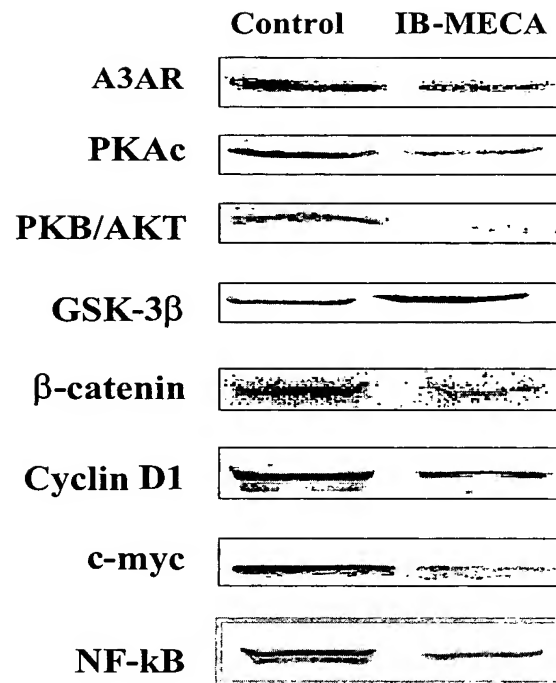 Control IB-MECA
A3AR
PKAc
PKB/AKT
GSK-3β
β-catenin
Cyclin D1
c-myc
NF-kB